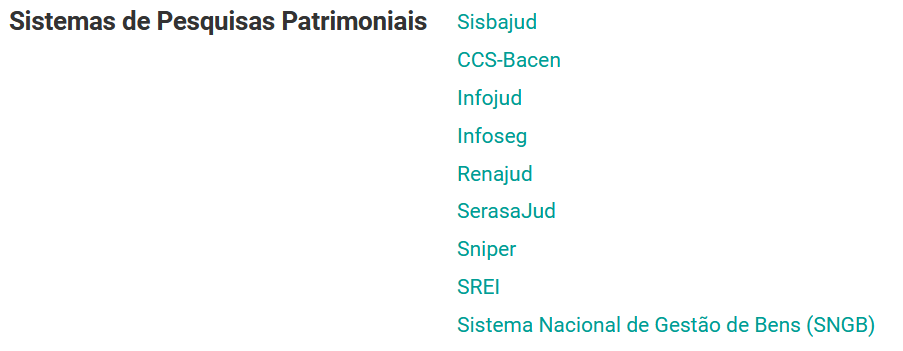 Sistemas de Pesquisas Patrimoniais
Sisbajud
CCS-Bacen
Infojud
Infoseg
Renajud
SerasaJud
Sniper
SREI
Sistema Nacional de Gestão de Bens (SNGB)